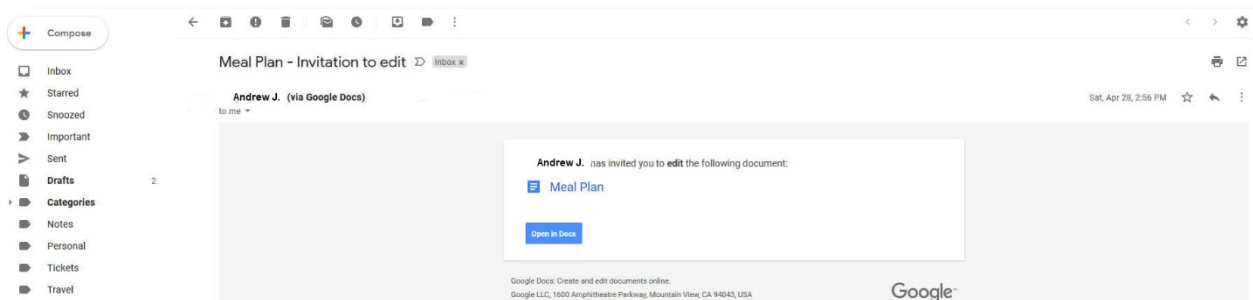 Compose
Inbox
Starred
Snoozed
Important
Sent
Drafts 2
Categories
Notes
Personal
Tickets
Travel
Meal Plan - Invitation to edit Inbox x
Andrew J. (via Google Docs)
Sat, Apr 28, 2:56 PM
to me
Andrew J. has invited you to edit the following document:
Meal Plan
Open in Docs
Google Docs: Create and edit documents online.
Google LLC, 1600 Amphitheatre Parkway, Mountain View, CA 94043, USA
Google